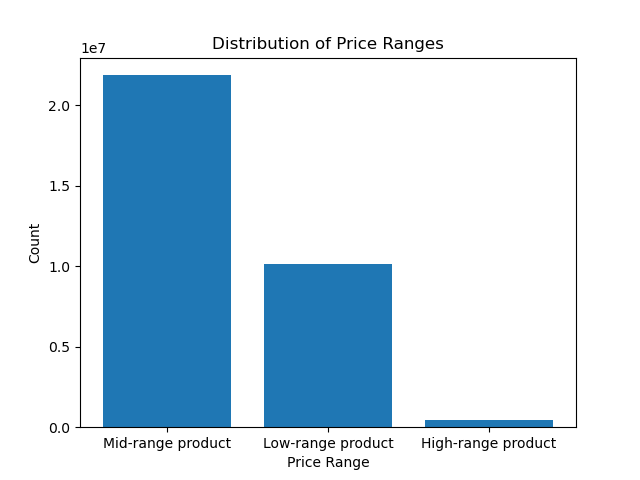 Distribution of Price Ranges
1e7
2.0
1.5
1.0
0.5
0.0
Count
Mid-range product Low-range product High-range product
Price Range